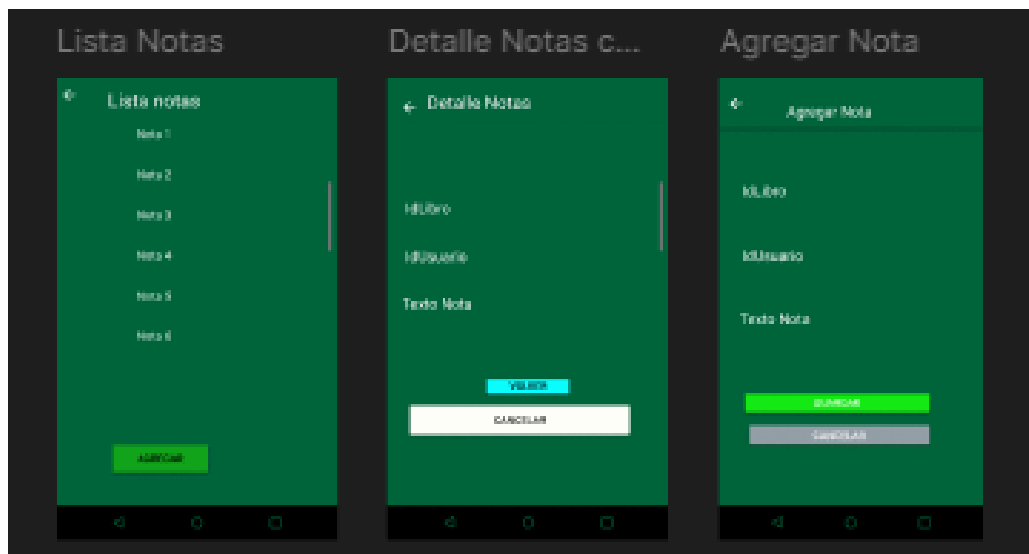 Lista Notas
Detalle Notas c...
Agregar Nota
Lista notas
Nota 1
Nota 2
Nota 3
Nota 4
Nota 5
Nota 6
AGREGAR
Detalle Notas
IdLibro
IdUsuario
Texto Nota
VOLVER
CANCELAR
Agregar Nota
IdLibro
IdUsuario
Texto Nota
GUARDAR
CANCELAR